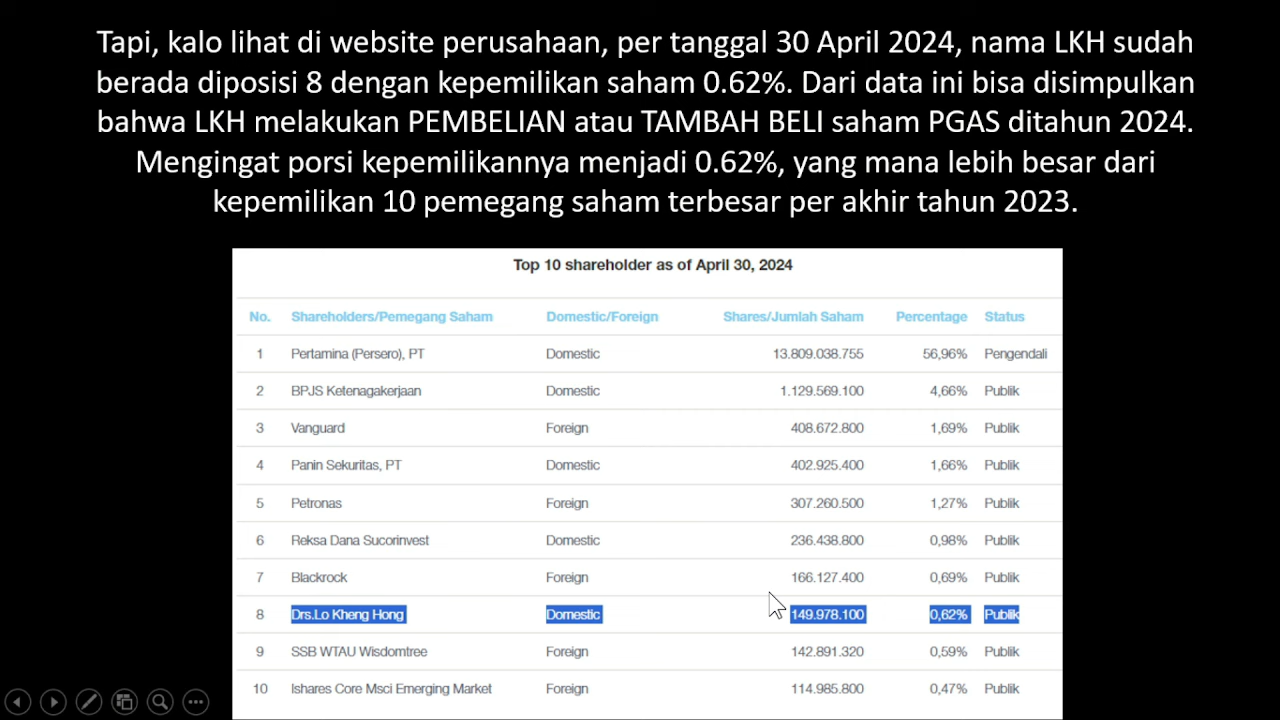 Tapi, kalo lihat di website perusahaan, per tanggal 30 April 2024, nama LKH sudah
berada diposisi 8 dengan kepemilikan saham 0.62%. Dari data ini bisa disimpulkan
bahwa LKH melakukan PEMBELIAN atau TAMBAH BELI saham PGAS ditahun 2024.
Mengingat porsi kepemilikannya menjadi 0.62%, yang mana lebih besar dari
kepemilikan 10 pemegang saham terbesar per akhir tahun 2023.
Top 10 shareholder as of April 30, 2024
No. Shareholders/Pemegang Saham Domestic/Foreign Shares/Jumlah Saham Percentage Status
1 Pertamina (Persero), PT Domestic 13.809.038.755 56,96% Pengendali
2 BPJS Ketenagakerjaan Domestic 1.129.569.100 4,66% Publik
3 Vanguard Foreign 408.672.800 1,69% Publik
4 Panin Sekuritas, PT Domestic 402.925.400 1,66% Publik
5 Petronas Foreign 307.260.500 1,27% Publik
6 Reksa Dana Sucorinvest Domestic 236.438.800 0,98% Publik
7 Blackrock Foreign 166.127.400 0,69% Publik
8 Drs.Lo Kheng Hong Domestic 149.978.100 0,62% Publik
9 SSB WTAU Wisdomtree Foreign 142.891.320 0,59% Publik
10 Ishares Core Msci Emerging Market Foreign 114.985.800 0,47% Publik